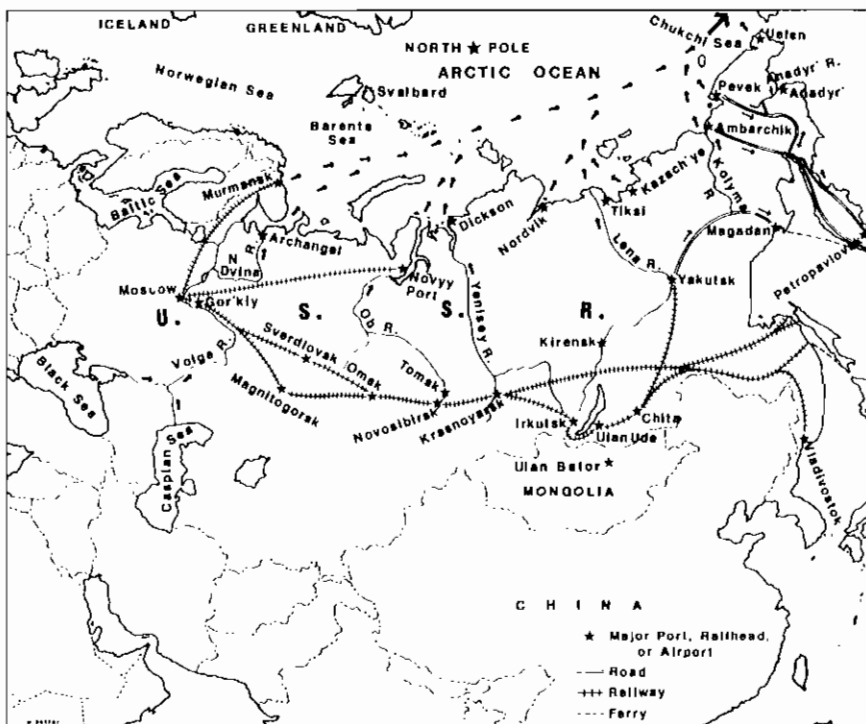 ICELAND
GREENLAND
Chukchi Sea
Uelen
NORTH ★ POLE
ARCTIC OCEAN
Norwegian Sea
Svalbard
Anadyr' R.
Pevek
Anadyr'
Barents
Sea
Ambarchik
Baltic Sea
Murmansk
Kazach'ye
Kolyma
R
Dickson
Nordvik
Tiksi
Archangel
Magadan
N
Dvina
R
Lena R.
Petropavlov
Novyy
Port
Moscow
Gor'kiy
Yakutsk
U. S. S. R.
Ob R.
Yenisey R.
Volga R.
Sverdlovsk
Kirensk
Black Sea
Omsk
Tomsk
Magnitogorsk
Novosibirsk
Krasnoyarsk
Irkutsk
Chita
Ulan Ude
Vladivostok
Caspian Sea
Ulan Bator
MONGOLIA
CHINA
★ Major Port, Railhead,
or Airport
Road
Railway
Ferry